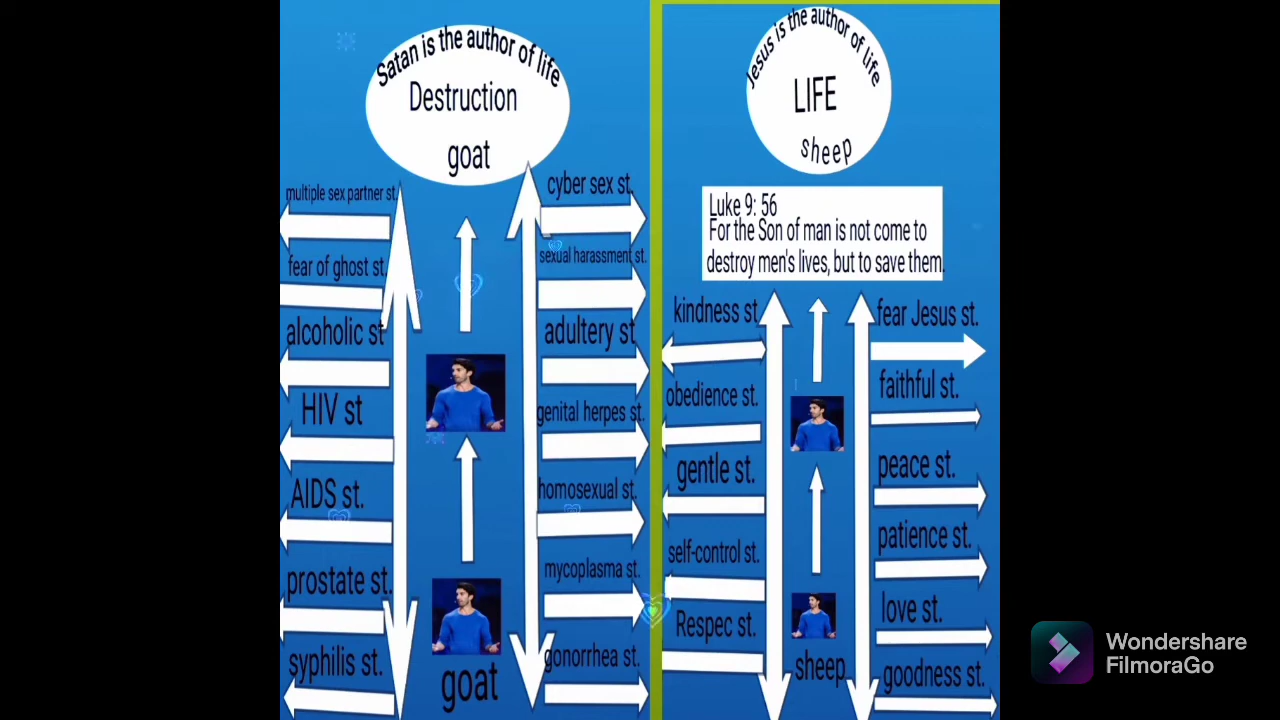 Satan is the author of life
Destruction
goat
multiple sex partner st.
fear of ghost st.
alcoholic st
HIV st
AIDS st.
prostate st.
syphilis st.
cyber sex st.
sexual harassment st.
adultery st
genital herpes st.
homosexual st.
mycoplasma st.
gonorrhea st.
goat
Jesus is the author of life
LIFE
sheep
Luke 9: 56
For the Son of man is not come to
destroy men's lives, but to save them.
kindness st.
obedience st.
gentle st.
self-control st.
Respec st.
fear Jesus st.
faithful st.
peace st.
patience st.
love st.
goodness st.
sheep
Wondershare
FilmoraGo